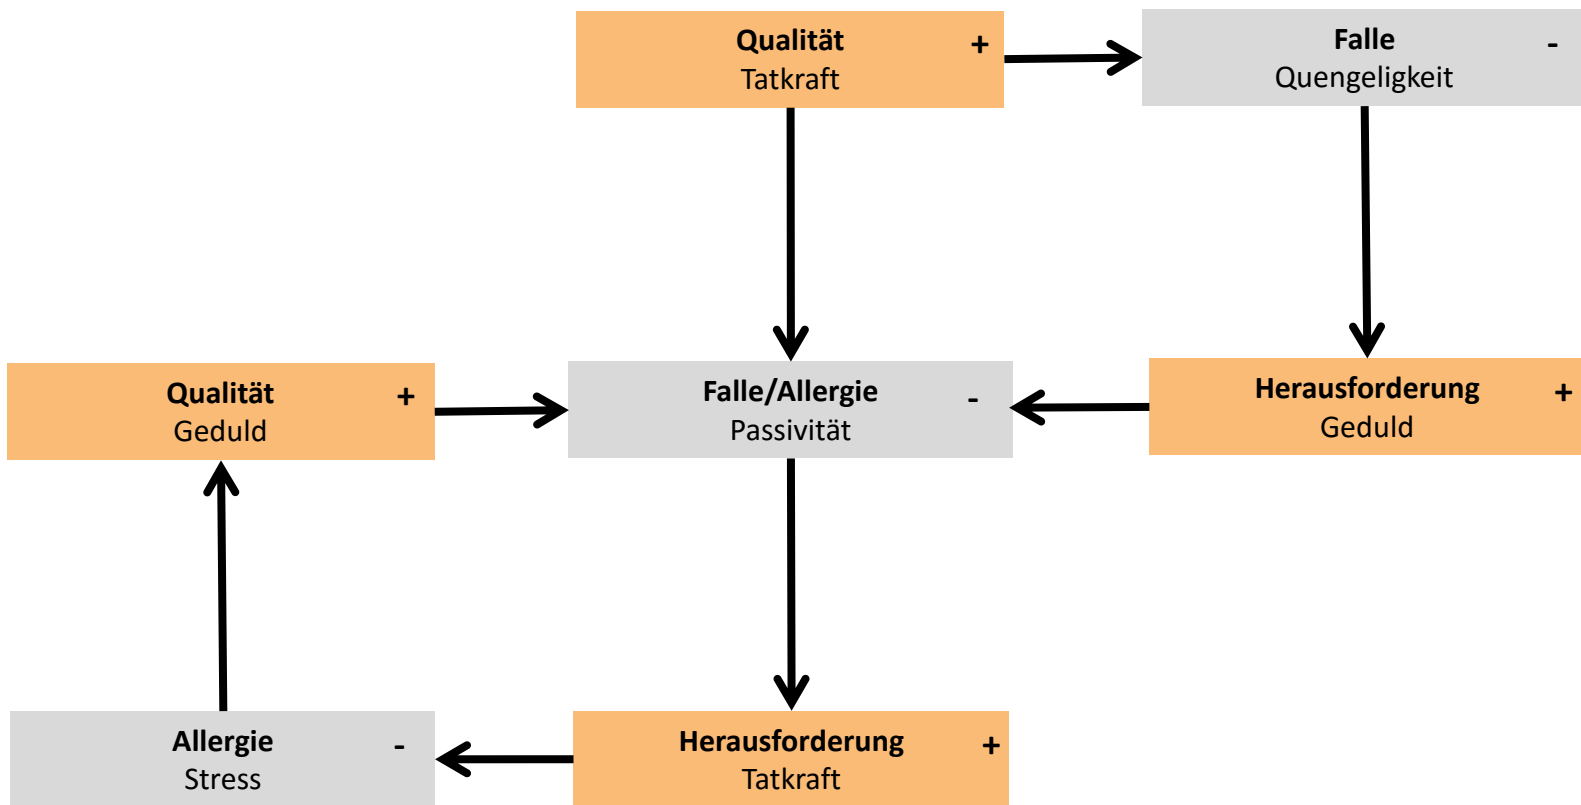 Qualität +
Tatkraft
Falle -
Quengeligkeit
Qualität +
Geduld
Falle/Allergie -
Passivität
Herausforderung +
Geduld
Allergie -
Stress
Herausforderung +
Tatkraft